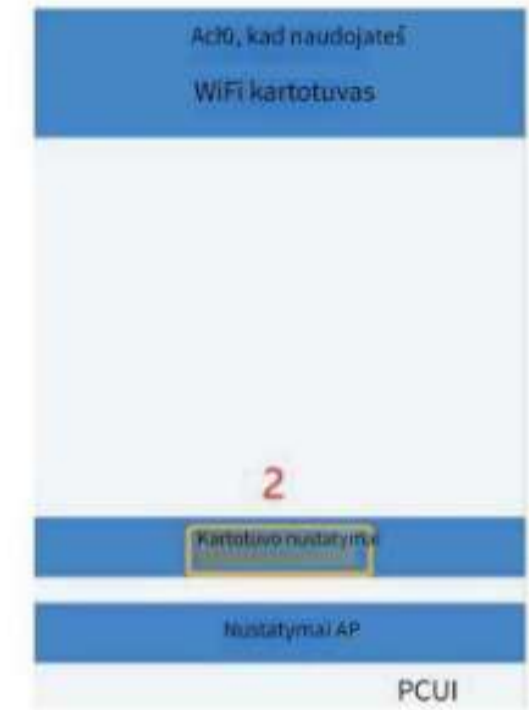 Ačiū, kad naudojatės
WiFi kartotuvas
2
Kartotuvo nustatymai
Nustatymai AP
PCUI